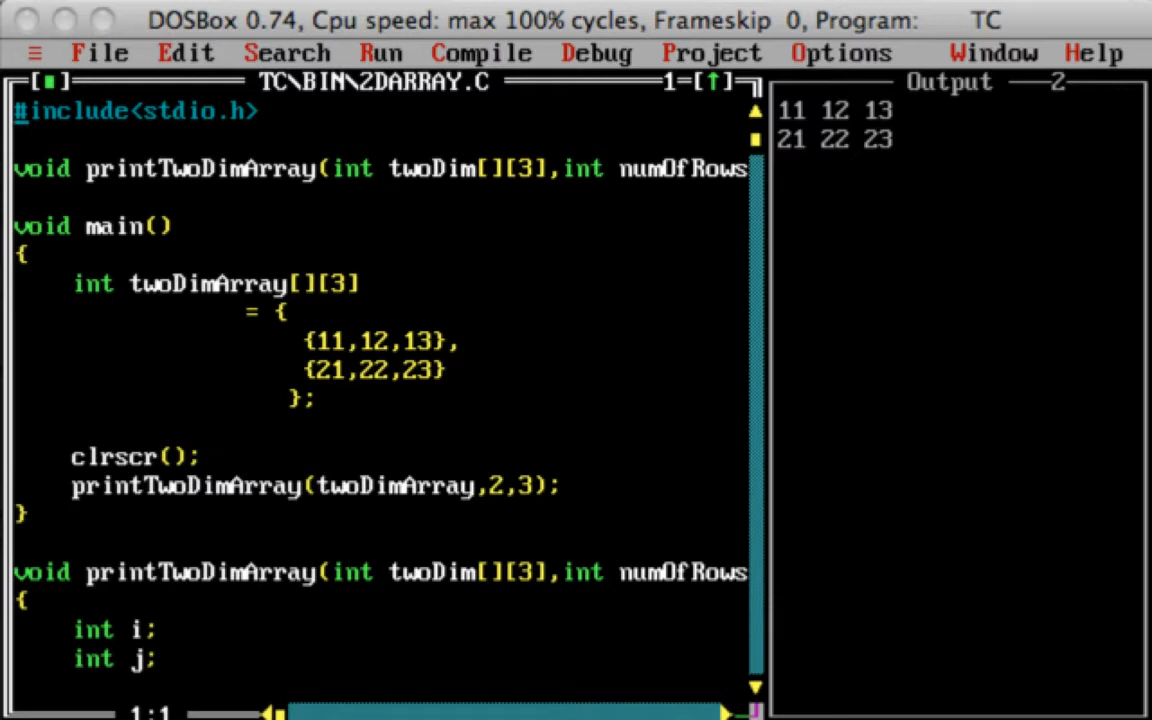 DOSBox 0.74, Cpu speed: max 100% cycles, Frameskip 0, Program: TC
≡ File Edit Search Run Compile Debug Project Options Window Help
[■] TC\BIN\2DARRAY.C 1=[↑]
#include<stdio.h>
void printTwoDimArray(int twoDim[][3],int numOfRows
void main()
{
int twoDimArray[][3]
= {
{11,12,13},
{21,22,23}
};
clrscr();
printTwoDimArray(twoDimArray,2,3);
}
void printTwoDimArray(int twoDim[][3],int numOfRows
{
int i;
int j;
1:1
Output 2
11 12 13
21 22 23